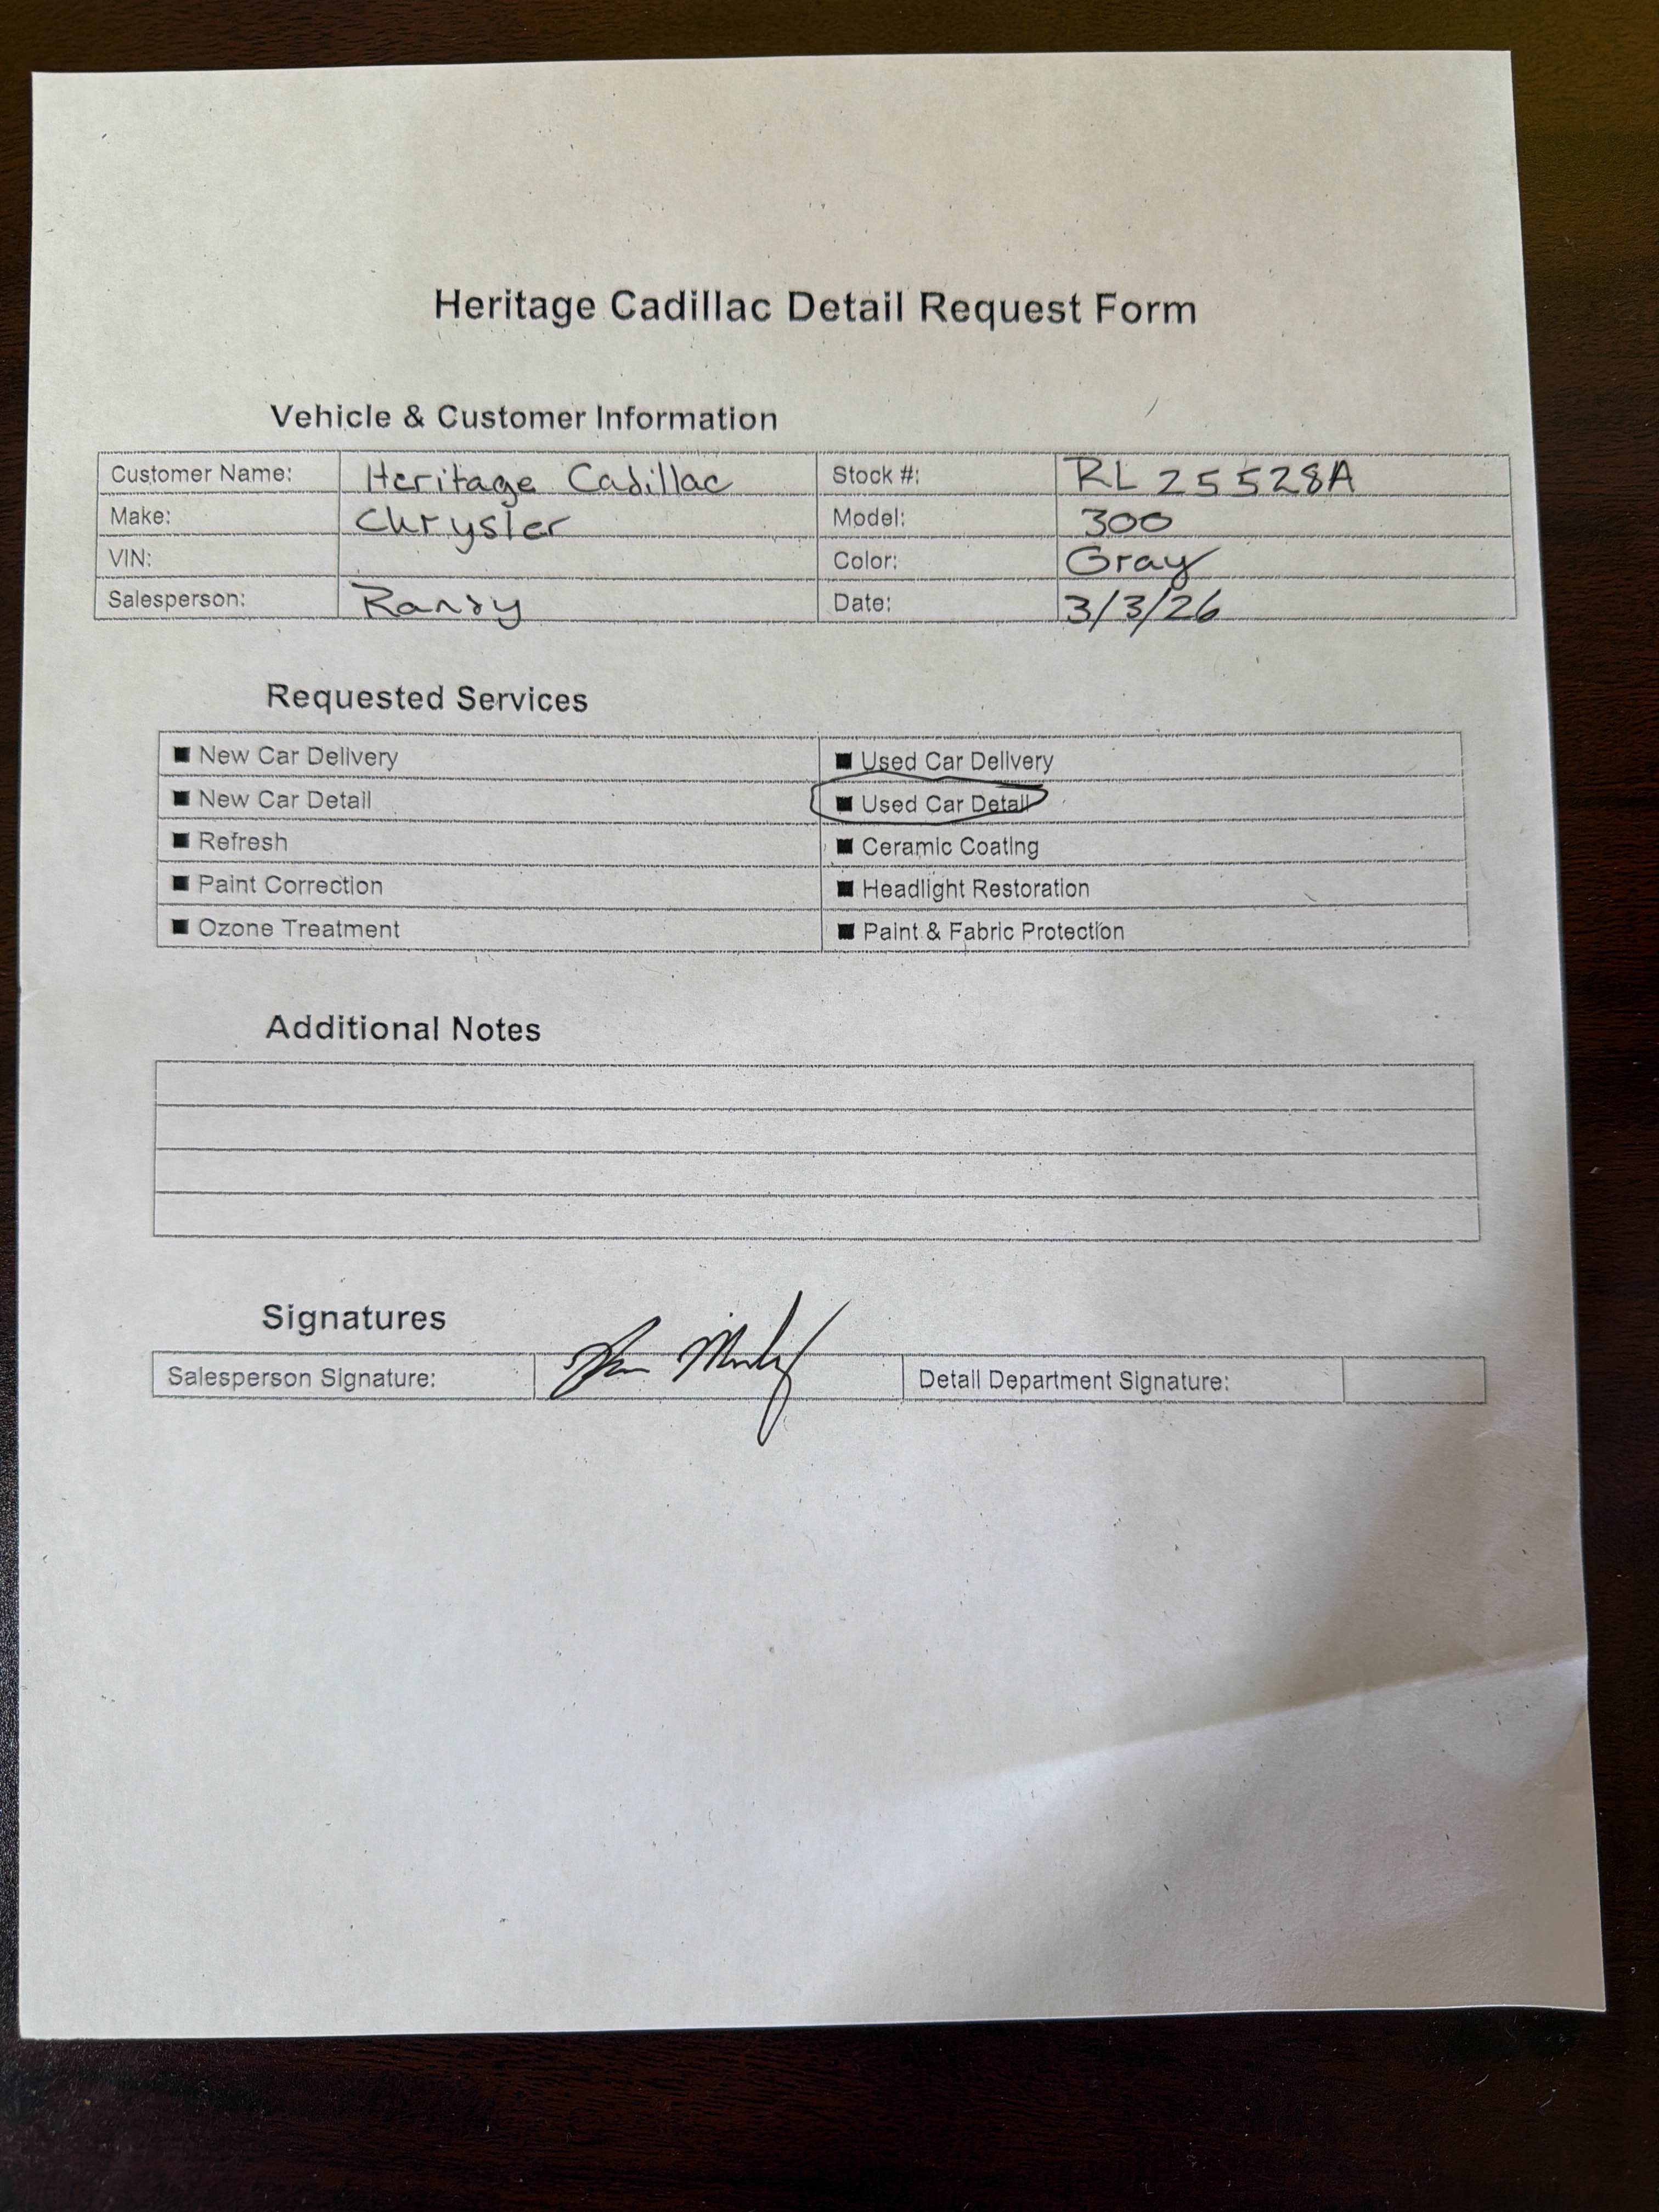 Heritage Cadillac Detail Request Form
Vehicle & Customer Information
Customer Name: Heritage Cadillac Stock #: RL25528A
Make: Chrysler Model: 300
VIN: Color: Gray
Salesperson: Randy Date: 3/3/26
Requested Services
■ New Car Delivery ■ Used Car Delivery
■ New Car Detail ■ Used Car Detail
■ Refresh ■ Ceramic Coating
■ Paint Correction ■ Headlight Restoration
■ Ozone Treatment ■ Paint & Fabric Protection
Additional Notes
Signatures
Salesperson Signature: Detail Department Signature: